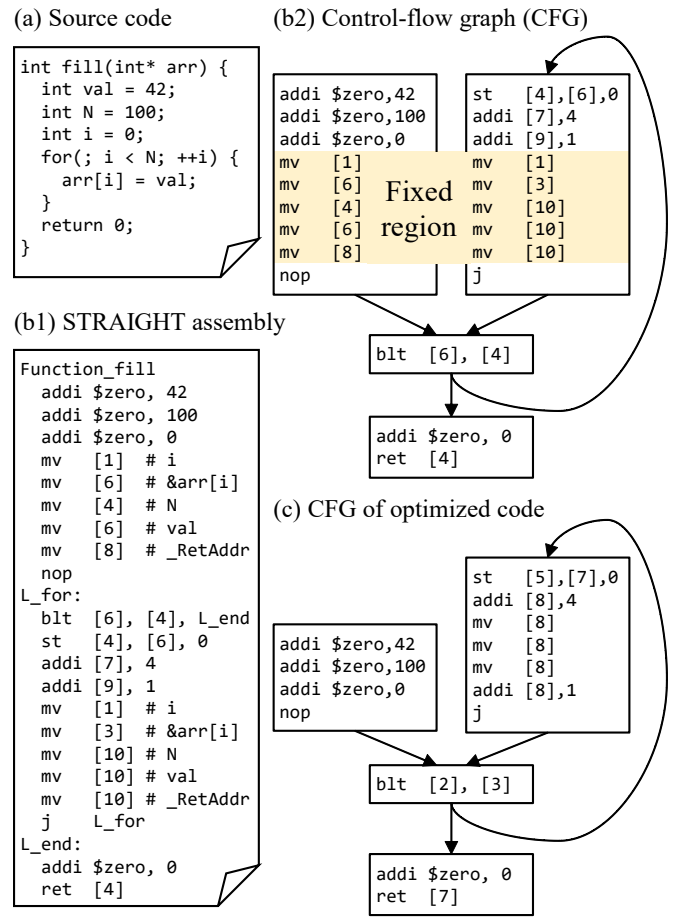 (a) Source code
int fill(int* arr) {
int val = 42;
int N = 100;
int i = 0;
for(; i < N; ++i) {
arr[i] = val;
}
return 0;
}
(b1) STRAIGHT assembly
Function_fill
addi $zero, 42
addi $zero, 100
addi $zero, 0
mv [1] # i
mv [6] # &arr[i]
mv [4] # N
mv [6] # val
mv [8] # _RetAddr
nop
L_for:
blt [6], [4], L_end
st [4], [6], 0
addi [7], 4
addi [9], 1
mv [1] # i
mv [3] # &arr[i]
mv [10] # N
mv [10] # val
mv [10] # _RetAddr
j L_for
L_end:
addi $zero, 0
ret [4]
(b2) Control-flow graph (CFG)
addi $zero,42
addi $zero,100
addi $zero,0
mv [1]
mv [6]
mv [4]
mv [6]
mv [8]
nop
Fixed
region
st [4],[6],0
addi [7],4
addi [9],1
mv [1]
mv [3]
mv [10]
mv [10]
mv [10]
j
blt [6], [4]
addi $zero, 0
ret [4]
(c) CFG of optimized code
addi $zero,42
addi $zero,100
addi $zero,0
nop
st [5],[7],0
addi [8],4
mv [8]
mv [8]
mv [8]
addi [8],1
j
blt [2], [3]
addi $zero, 0
ret [7]